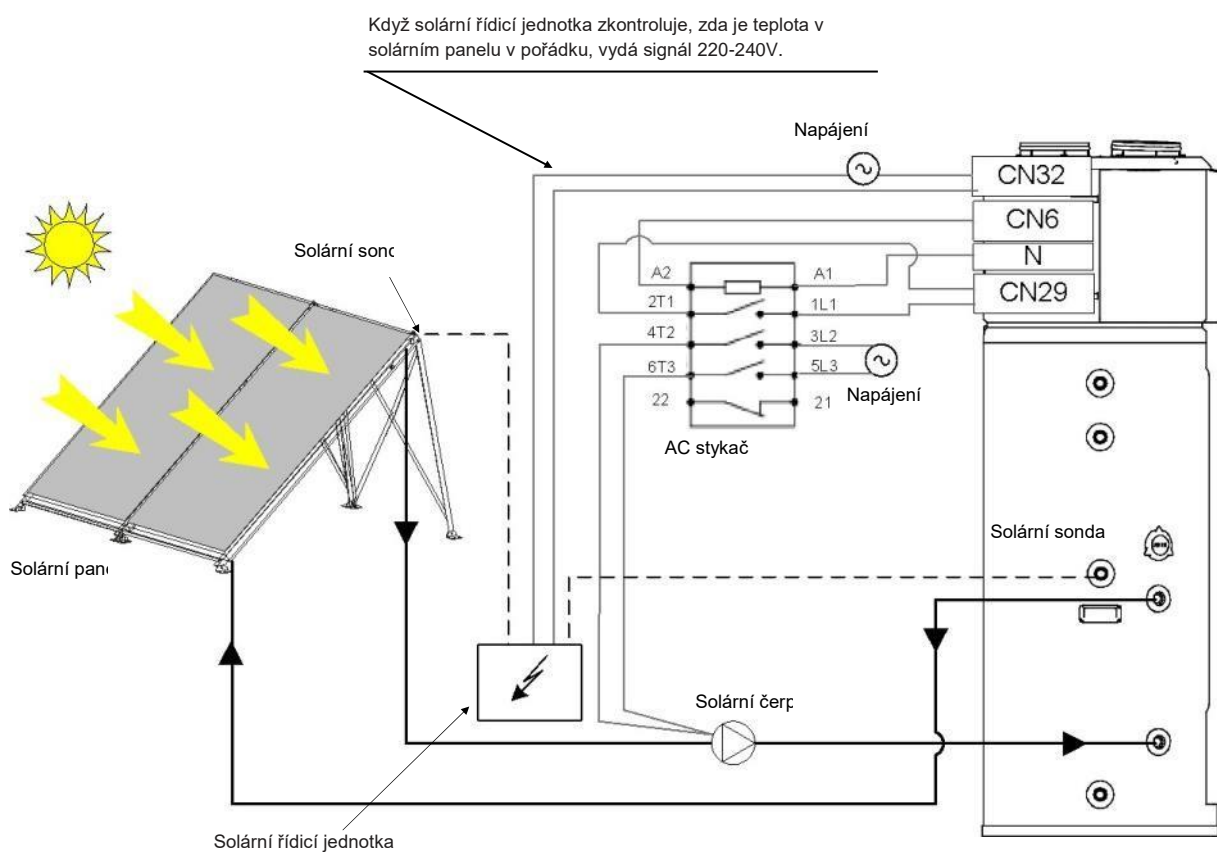 Když solární řídicí jednotka zkontroluje, zda je teplota v
solárním panelu v pořádku, vydá signál 220-240V.
Napájení
CN32
CN6
N
CN29
Solární sond
A2
A1
2T1
1L1
4T2
3L2
6T3
5L3
22
21
Napájení
AC stykač
Solární sonda
Solární pane
Solární čerp
Solární řídicí jednotka